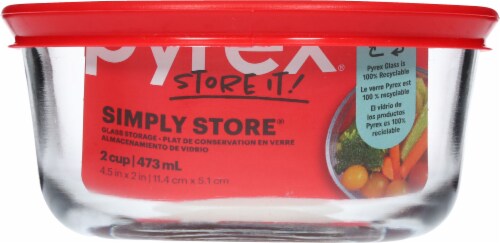 pyrex®
STORE IT!
SIMPLY STORE®
GLASS STORAGE • PLAT DE CONSERVATION EN VERRE
ALMACENAMIENTO DE VIDRIO
2 cup | 473 mL
4.5 in x 2 in | 11.4 cm x 5.1 cm
Pyrex Glass is
100% Recyclable
Le verre Pyrex est
100 % recyclable
El vidrio de
los productos
Pyrex es 100%
reciclable